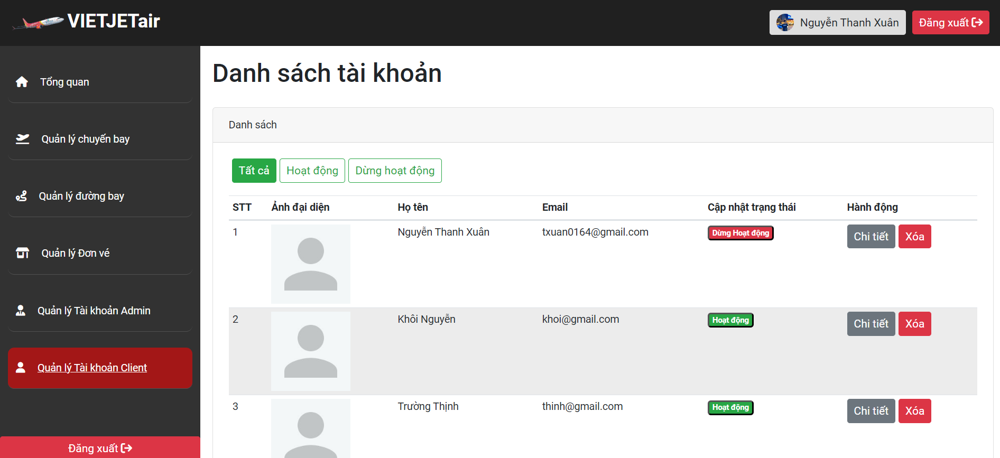 VIETJETair
Nguyễn Thanh Xuân
Đăng xuất
Tổng quan
Quản lý chuyến bay
Quản lý đường bay
Quản lý Đơn vé
Quản lý Tài khoản Admin
Quản lý Tài khoản Client
Đăng xuất
Danh sách tài khoản
Danh sách
Tất cả Hoạt động Dừng hoạt động
STT Ảnh đại diện Họ tên Email Cập nhật trạng thái Hành động
1 Nguyễn Thanh Xuân txuan0164@gmail.com Dừng Hoạt động Chi tiết Xóa
2 Khôi Nguyễn khoi@gmail.com Hoạt động Chi tiết Xóa
3 Trường Thịnh thinh@gmail.com Hoạt động Chi tiết Xóa